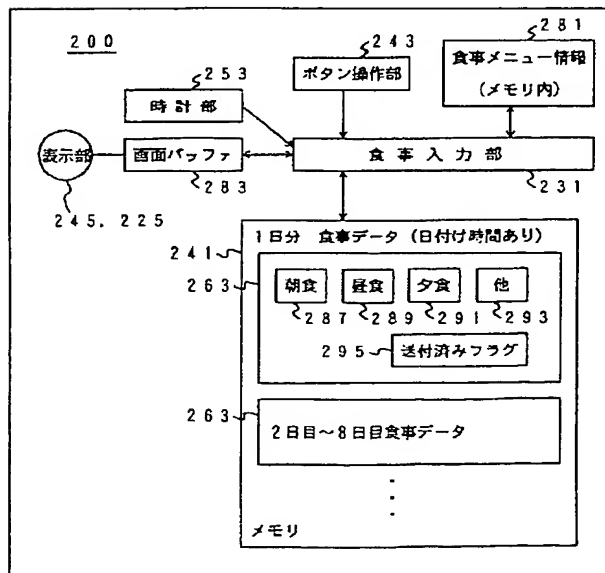 200
253
時計部
243
ボタン操作部
281
食事メニュー情報
(メモリ内)
表示部
245, 225
画面バッファ
283
食事入力部
231
241
1日分 食事データ(日付け時間あり)
263
朝食
287
昼食
289
夕食
291
他
293
295
送付済みフラグ
263
2日目〜8日目食事データ
メモリ